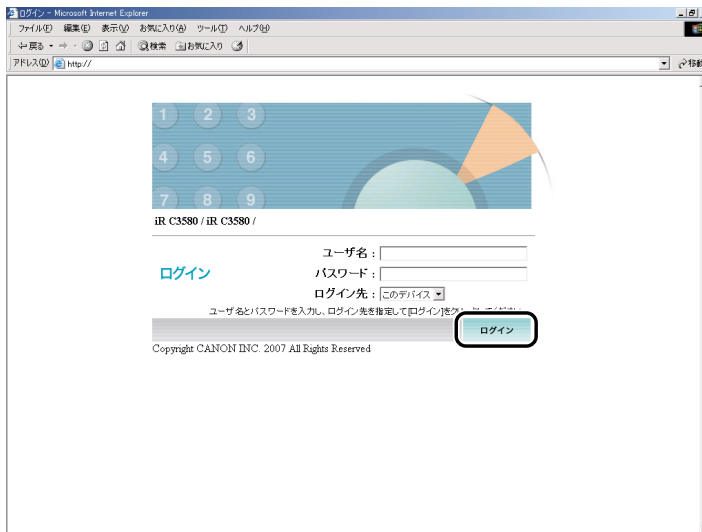 ログイン - Microsoft Internet Explorer
ファイル(F) 編集(E) 表示(V) お気に入り(A) ツール(T) ヘルプ(H)
戻る 検索 お気に入り
アドレス(D) http:// 移動
1 2 3
4 5 6
7 8 9
iR C3580 / iR C3580 /
ユーザ名 :
ログイン パスワード :
ログイン先 : このデバイス
ユーザ名とパスワードを入力し、ログイン先を指定して[ログイン]を
ログイン
Copyright CANON INC. 2007 All Rights Reserved